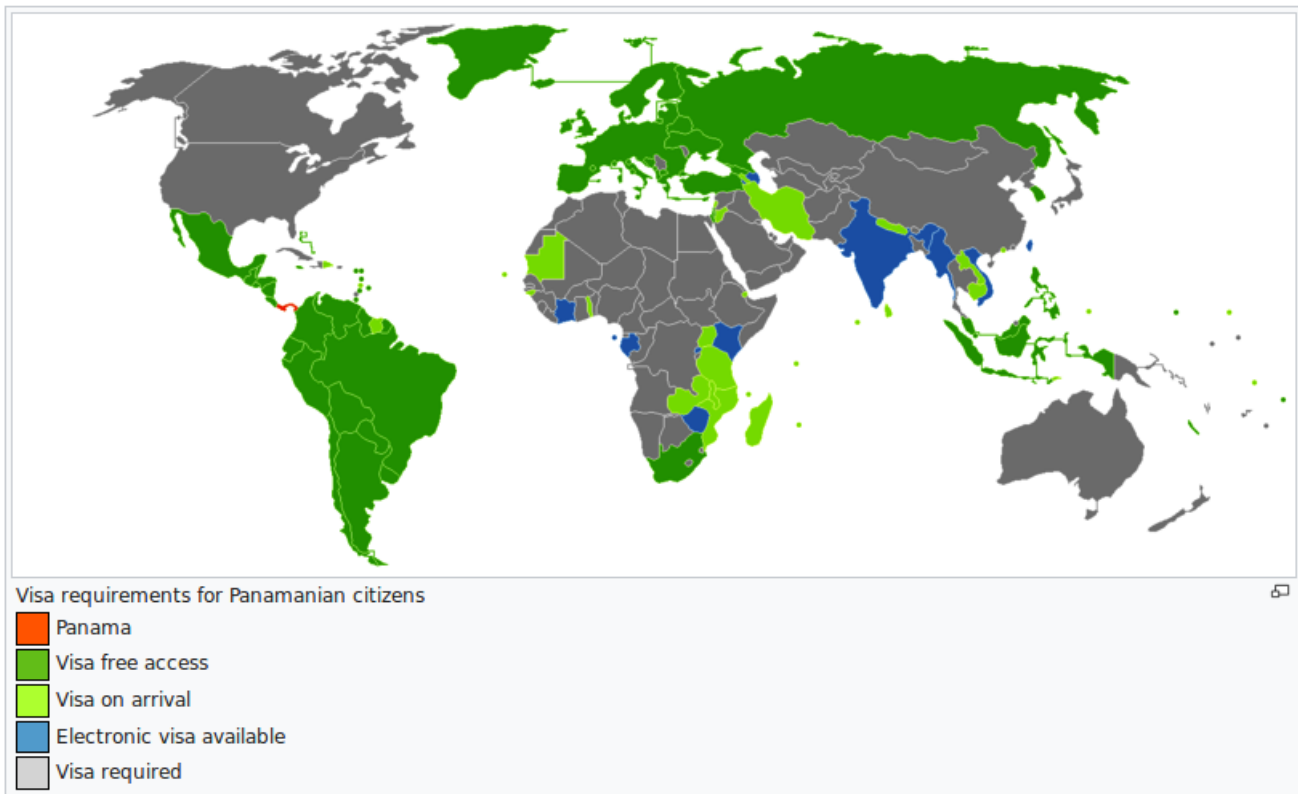 Visa requirements for Panamanian citizens
Panama
Visa free access
Visa on arrival
Electronic visa available
Visa required